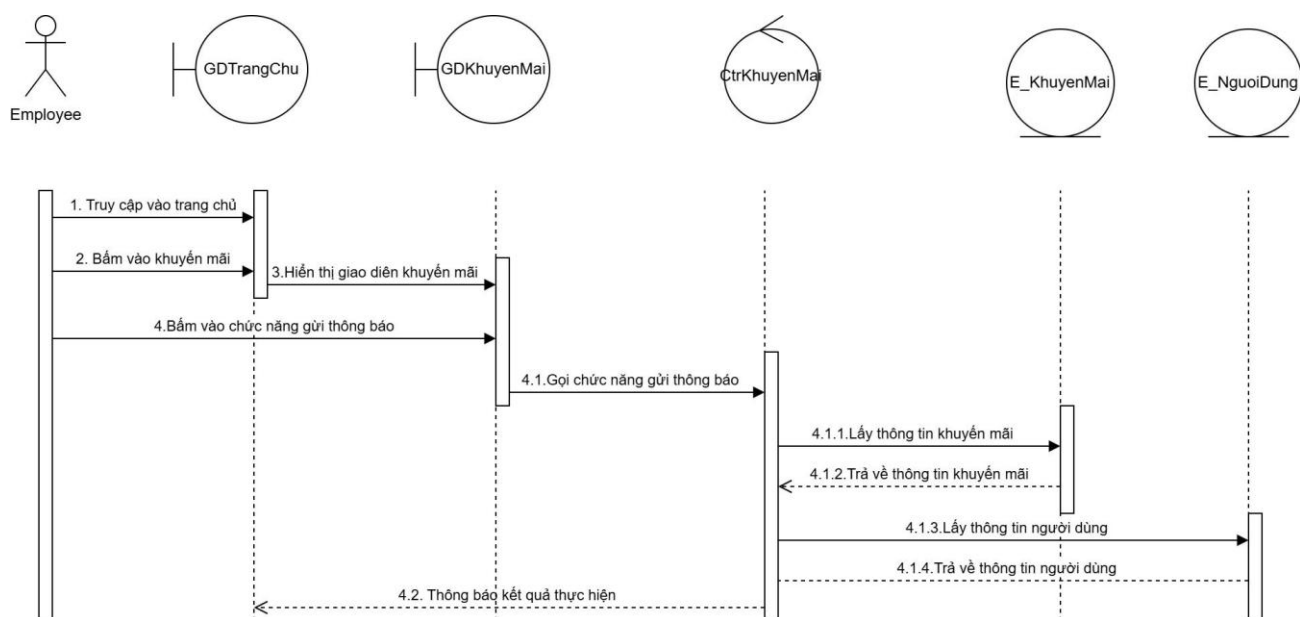 Employee
GDTrangChu
GDKhuyenMai
CtrKhuyenMai
E_KhuyenMai
E_NguoiDung
1. Truy cập vào trang chủ
2. Bấm vào khuyến mãi
3.Hiển thị giao diên khuyến mãi
4.Bấm vào chức năng gửi thông báo
4.1.Gọi chức năng gửi thông báo
4.1.1.Lấy thông tin khuyến mãi
4.1.2.Trả về thông tin khuyến mãi
4.1.3.Lấy thông tin người dùng
4.1.4.Trả về thông tin người dùng
4.2. Thông báo kết quả thực hiện